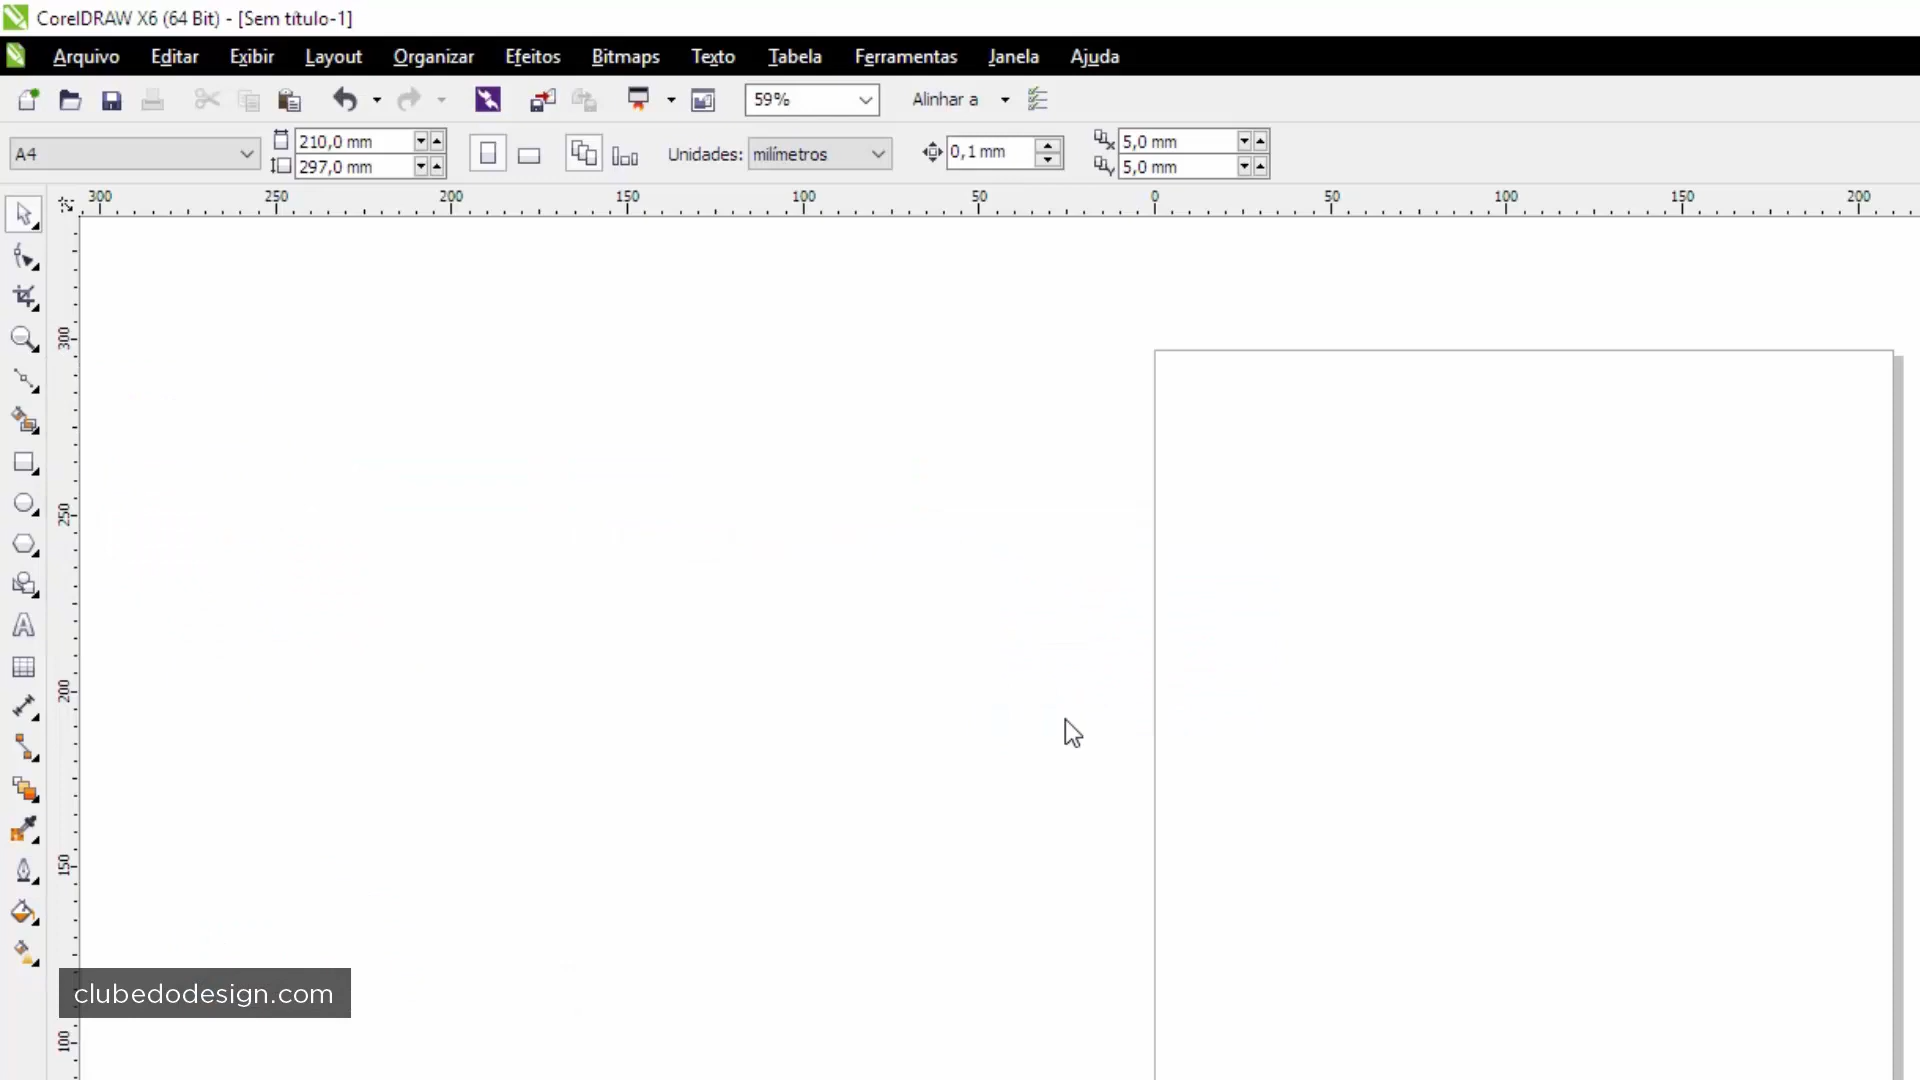 CorelDRAW X6 (64 Bit) - [Sem título-1]
Arquivo Editar Exibir Layout Organizar Efeitos Bitmaps Texto Tabela Ferramentas Janela Ajuda
59% Alinhar a
A4 210,0 mm Unidades: milímetros 0,1 mm 5,0 mm
297,0 mm 5,0 mm
300 250 200 150 100 50 0 50 100 150 200
300
250
200
150
100
clubedodesign.com